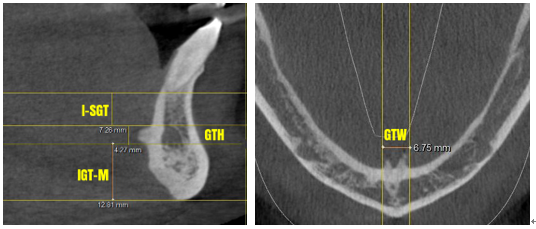 I-SGT
7.26 mm
GTH
4.27 mm
IGT-M
12.81 mm
GTW
6.75 mm